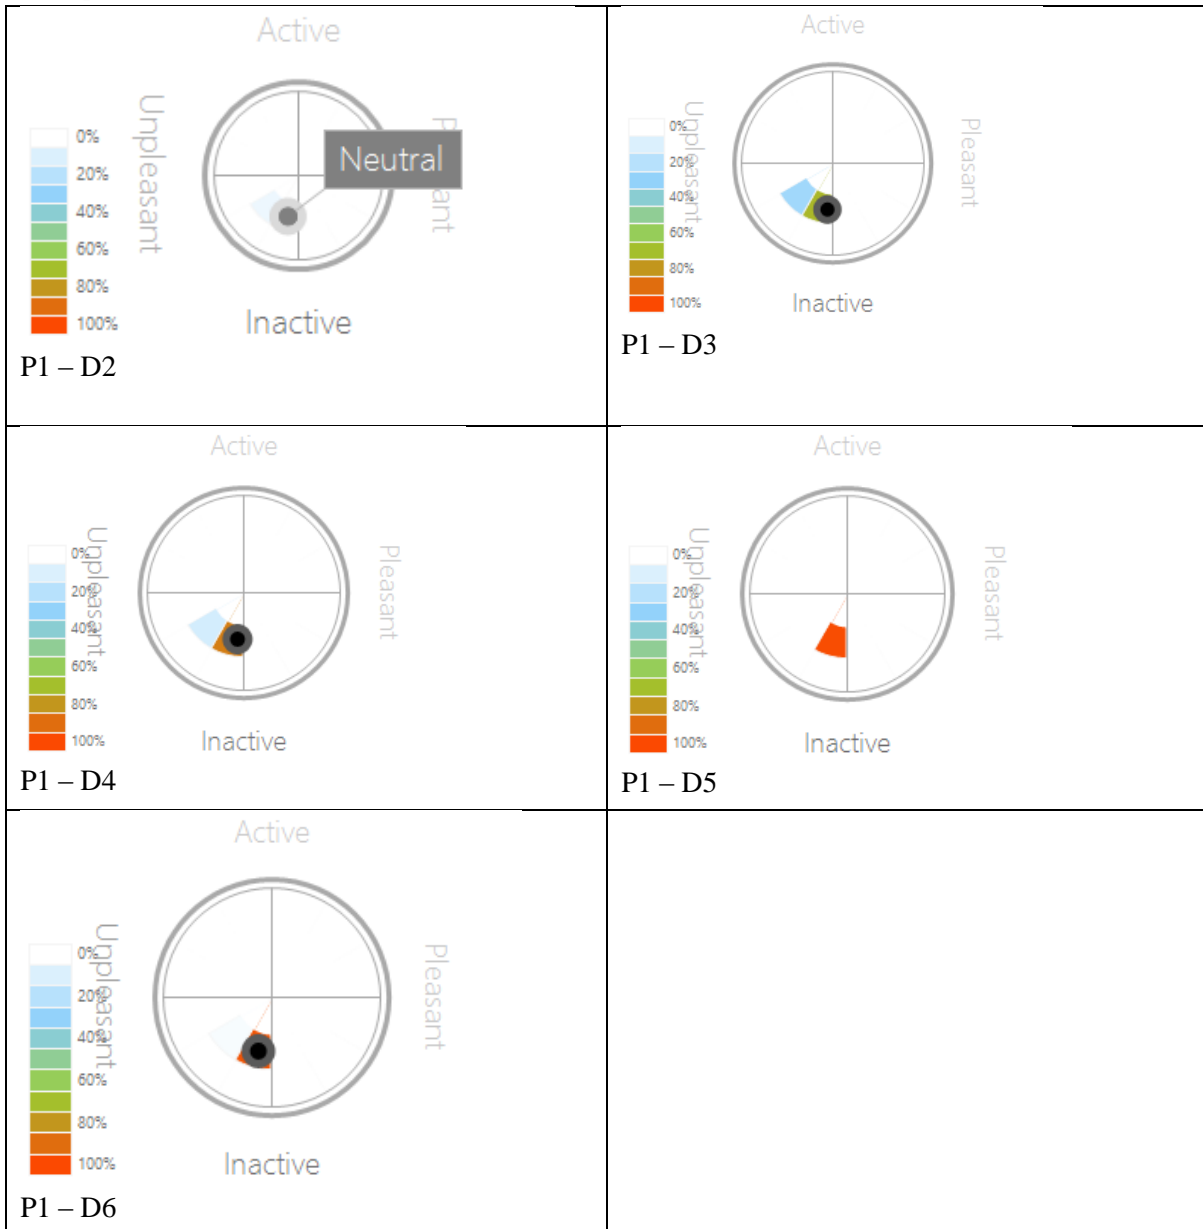 Active
Unpleasant
P
ant
Neutral
0%
20%
40%
60%
80%
100%
Inactive
P1 – D2
Active
Unpleasant
Pleasant
0%
20%
40%
60%
80%
100%
Inactive
P1 – D3
Active
Unpleasant
Pleasant
0%
20%
40%
60%
80%
100%
Inactive
P1 – D4
Active
Unpleasant
Pleasant
0%
20%
40%
60%
80%
100%
Inactive
P1 – D5
Active
Unpleasant
Pleasant
0%
20%
40%
60%
80%
100%
Inactive
P1 – D6